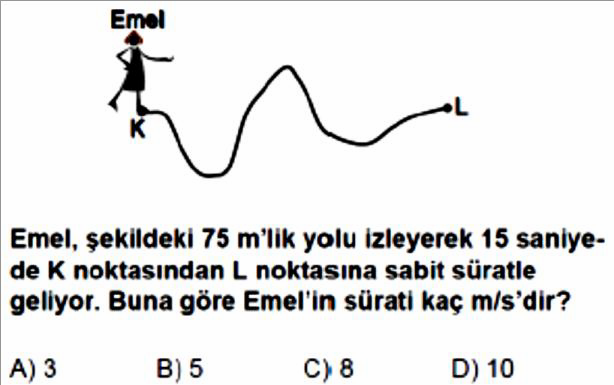 Emel
K
L
Emel, şekildeki 75 m'lik yolu izleyerek 15 saniye-
de K noktasından L noktasına sabit süratle
geliyor. Buna göre Emel'in sürati kaç m/s'dir?
A) 3 B) 5 C) 8 D) 10